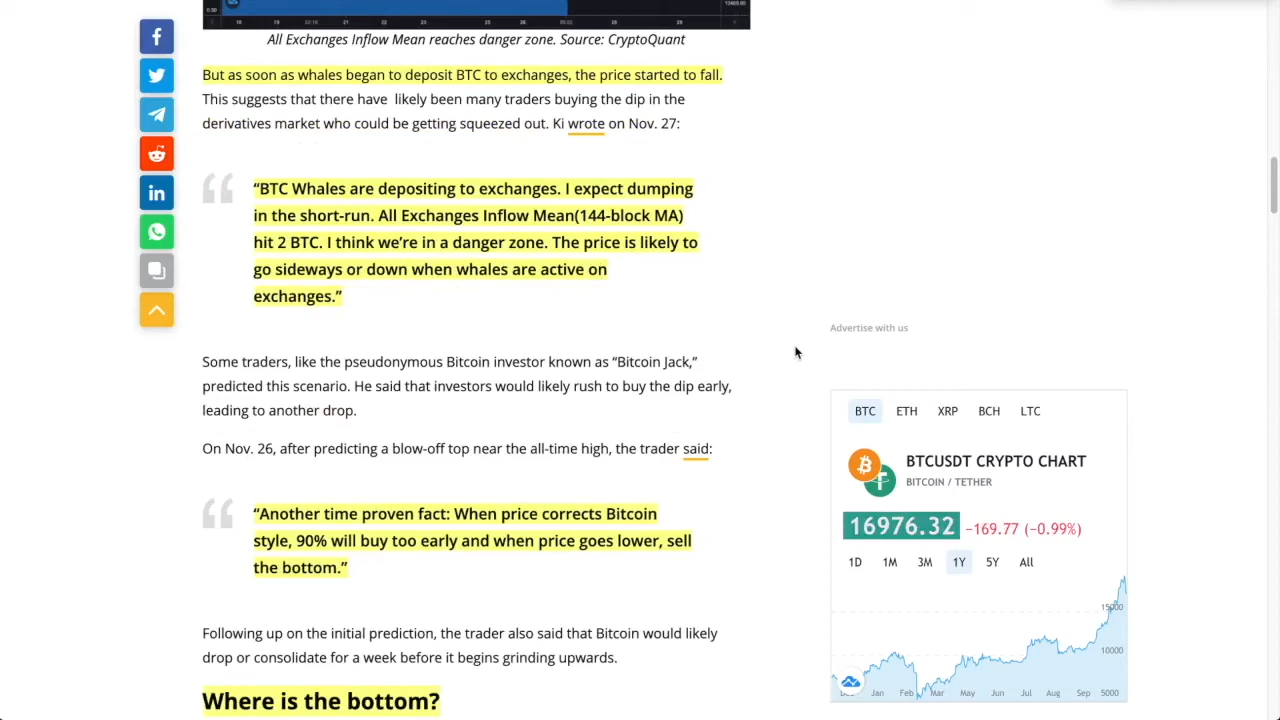 0.50
12400.00
All Exchanges Inflow Mean reaches danger zone. Source: CryptoQuant
But as soon as whales began to deposit BTC to exchanges, the price started to fall.
This suggests that there have likely been many traders buying the dip in the
derivatives market who could be getting squeezed out. Ki wrote on Nov. 27:
“BTC Whales are depositing to exchanges. I expect dumping
in the short-run. All Exchanges Inflow Mean(144-block MA)
hit 2 BTC. I think we’re in a danger zone. The price is likely to
go sideways or down when whales are active on
exchanges.”
Some traders, like the pseudonymous Bitcoin investor known as “Bitcoin Jack,”
predicted this scenario. He said that investors would likely rush to buy the dip early,
leading to another drop.
On Nov. 26, after predicting a blow-off top near the all-time high, the trader said:
“Another time proven fact: When price corrects Bitcoin
style, 90% will buy too early and when price goes lower, sell
the bottom.”
Following up on the initial prediction, the trader also said that Bitcoin would likely
drop or consolidate for a week before it begins grinding upwards.
Where is the bottom?
Advertise with us
BTC ETH XRP BCH LTC
BTCUSDT CRYPTO CHART
BITCOIN / TETHER
16976.32 −169.77 (−0.99%)
1D 1M 3M 1Y 5Y All
15000
10000
Jan Feb Mar May Jun Jul Aug Sep 5000